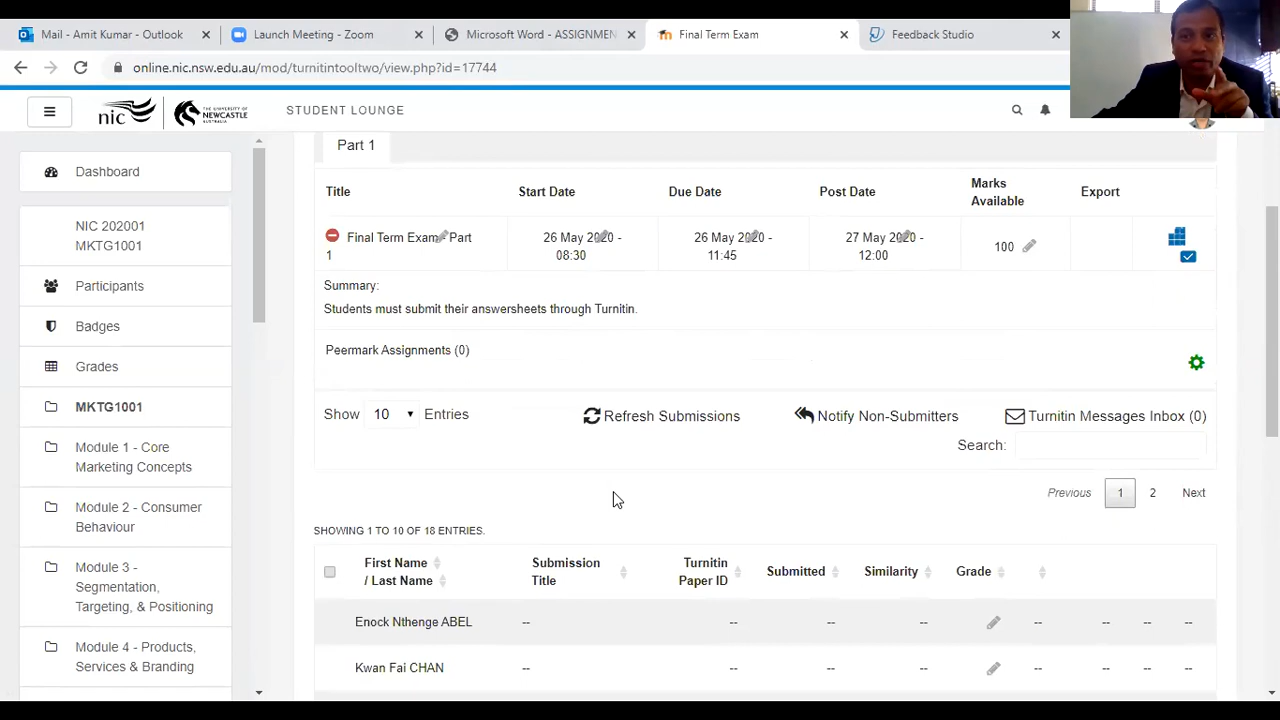 Mail - Amit Kumar - Outlook
Launch Meeting - Zoom
Microsoft Word - ASSIGNMEN
Final Term Exam
Feedback Studio
online.nic.nsw.edu.au/mod/turnitintooltwo/view.php?id=17744
nic
THE UNIVERSITY OF
NEWCASTLE
AUSTRALIA
STUDENT LOUNGE
Dashboard
NIC 202001
MKTG1001
Participants
Badges
Grades
MKTG1001
Module 1 - Core
Marketing Concepts
Module 2 - Consumer
Behaviour
Module 3 -
Segmentation,
Targeting, & Positioning
Module 4 - Products,
Services & Branding
Part 1
Title
Start Date
Due Date
Post Date
Marks
Available
Export
Final Term Exam - Part
1
26 May 2020 -
08:30
26 May 2020 -
11:45
27 May 2020 -
12:00
100
Summary:
Students must submit their answersheets through Turnitin.
Peermark Assignments (0)
Show 10 Entries
Refresh Submissions
Notify Non-Submitters
Turnitin Messages Inbox (0)
Search:
Previous 1 2 Next
SHOWING 1 TO 10 OF 18 ENTRIES.
First Name
/ Last Name
Submission
Title
Turnitin
Paper ID
Submitted
Similarity
Grade
Enock Nthenge ABEL -- -- -- -- -- -- -- --
Kwan Fai CHAN -- -- -- -- -- -- -- --